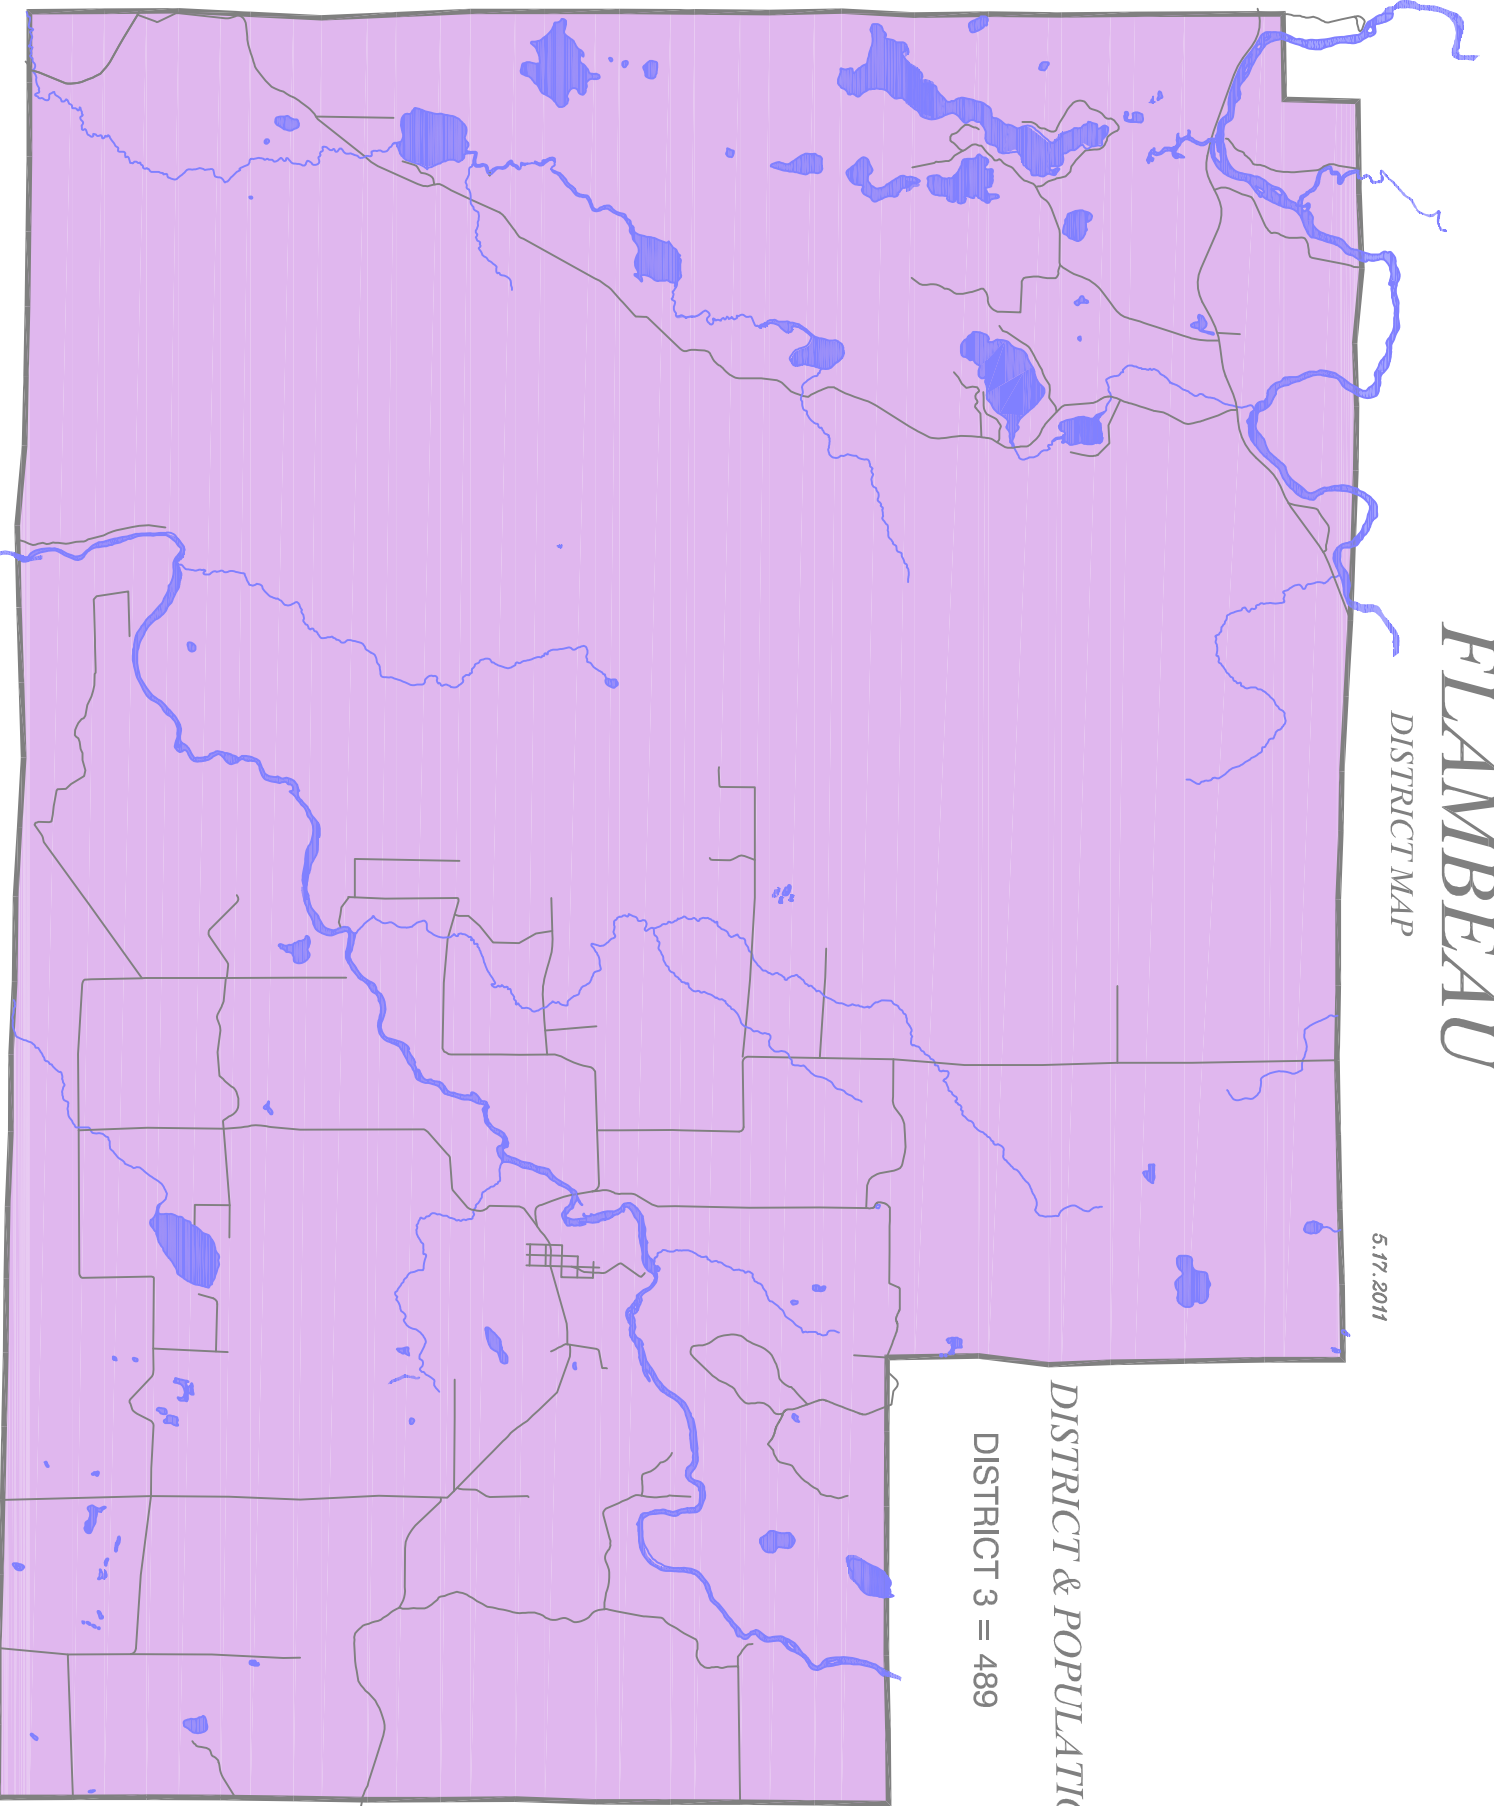 FLAMBEAU
DISTRICT MAP
5.17.2011
DISTRICT & POPULATIO
DISTRICT 3 = 489